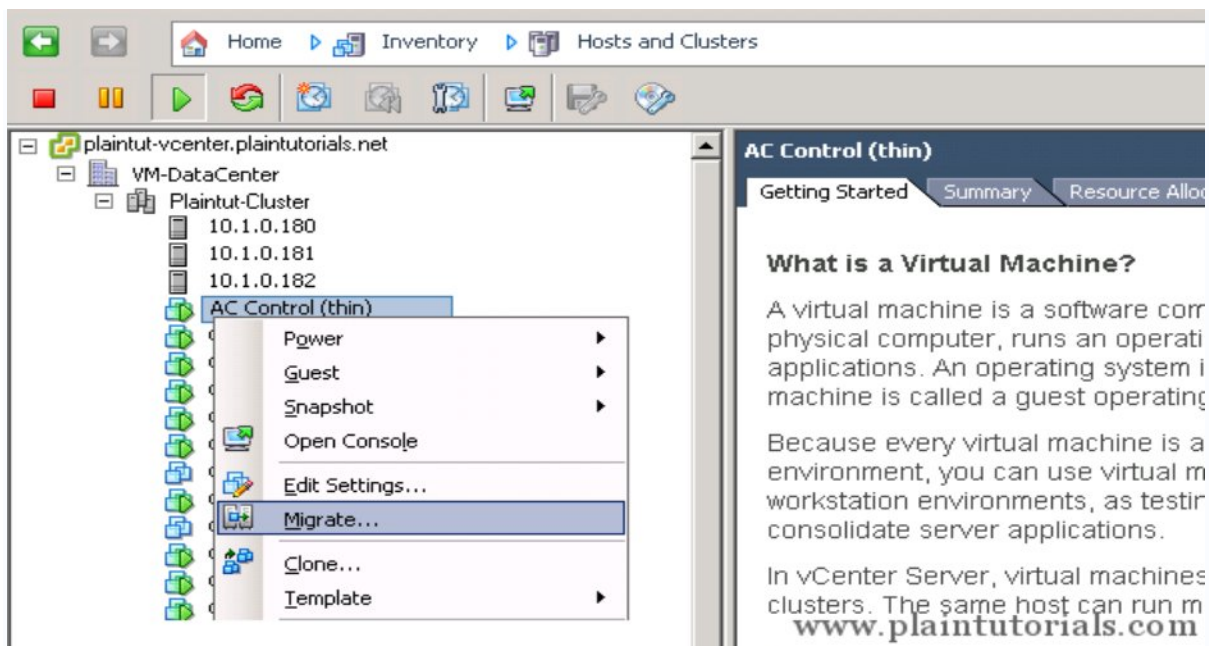 Home Inventory Hosts and Clusters
plaintut-vcenter.plaintutorials.net
VM-DataCenter
Plaintut-Cluster
10.1.0.180
10.1.0.181
10.1.0.182
AC Control (thin)
Power
Guest
Snapshot
Open Console
Edit Settings...
Migrate...
Clone...
Template
AC Control (thin)
Getting Started Summary Resource Alloc
What is a Virtual Machine?
A virtual machine is a software com
physical computer, runs an operati
applications. An operating system i
machine is called a guest operating
Because every virtual machine is a
environment, you can use virtual m
workstation environments, as testin
consolidate server applications.
In vCenter Server, virtual machines
clusters. The same host can run m
www.plaintutorials.com